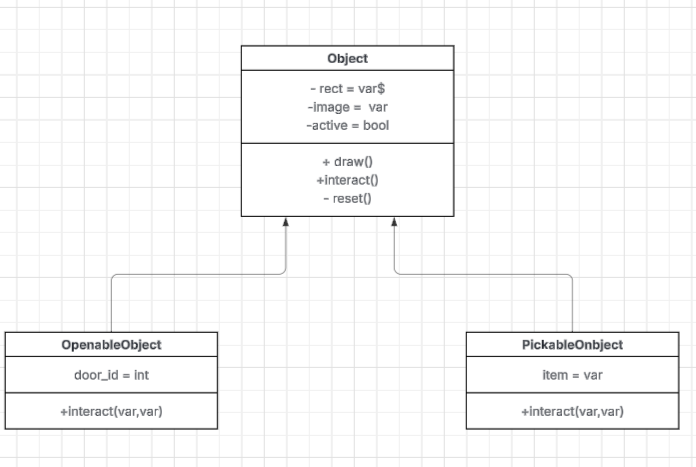 Object
- rect = var$
-image = var
-active = bool
+ draw()
+interact()
- reset()
OpenableObject
door_id = int
+interact(var,var)
PickableOnbject
item = var
+interact(var,var)